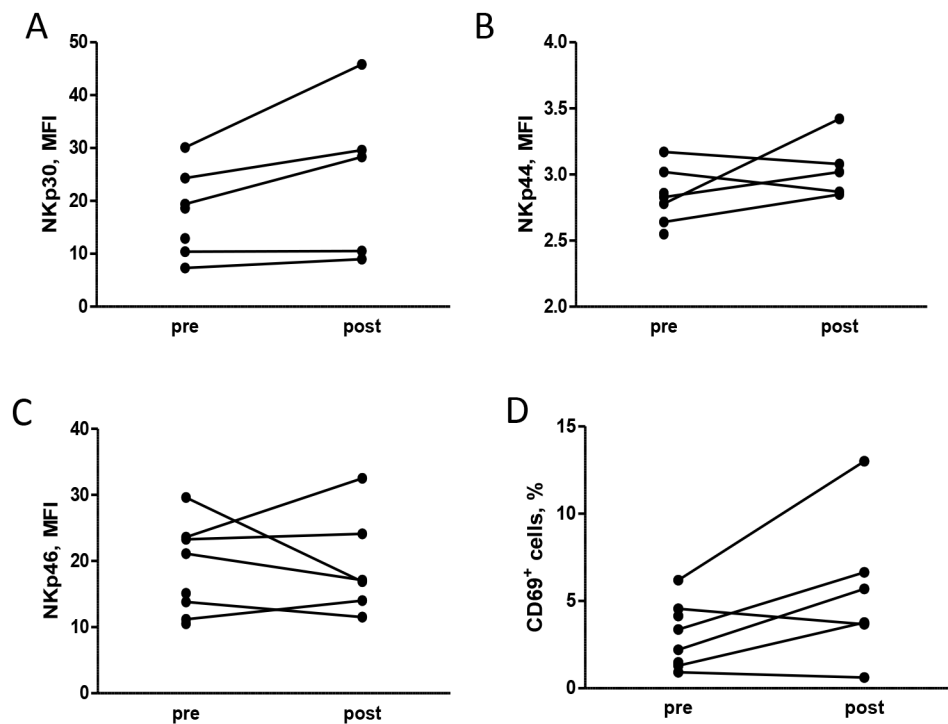 A
50
40
30
20
10
0
NKp30, MFI
pre post
B
4.0
3.5
3.0
2.5
2.0
NKp44, MFI
pre post
C
40
30
20
10
0
NKp46, MFI
pre post
D
15
10
5
0
CD69+ cells, %
pre post